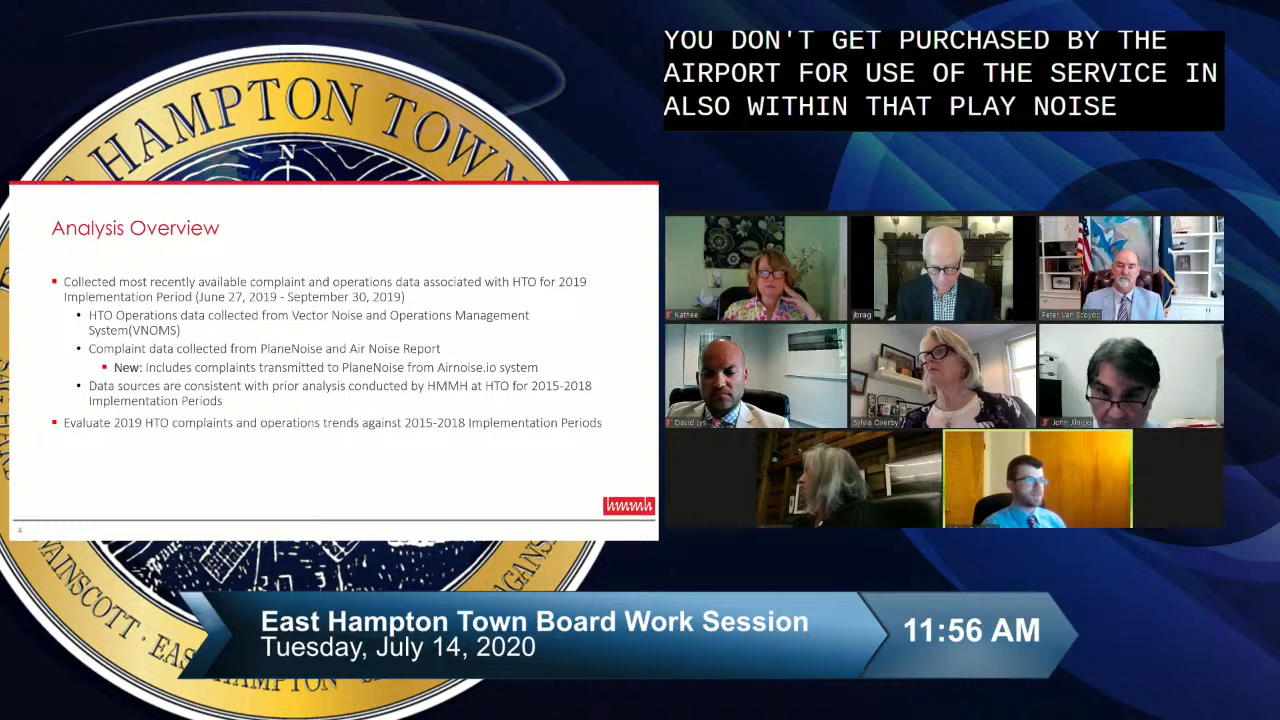 YOU DON'T GET PURCHASED BY THE
AIRPORT FOR USE OF THE SERVICE IN
ALSO WITHIN THAT PLAY NOISE
HAMPTON TOWN
N
Analysis Overview
Collected most recently available complaint and operations data associated with HTO for 2019
Implementation Period (June 27, 2019 - September 30, 2019)
HTO Operations data collected from Vector Noise and Operations Management
System(VNOMS)
Complaint data collected from PlaneNoise and Air Noise Report
New: Includes complaints transmitted to PlaneNoise from Airnoise.io system
Data sources are consistent with prior analysis conducted by HMMH at HTO for 2015-2018
Implementation Periods
Evaluate 2019 HTO complaints and operations trends against 2015-2018 Implementation Periods
hmmh
4
Kathee
jbrag
Peter Van Scoyoc
David Lys
Sylvia Overby
John Jilnicki
WAINSCOTT · EAS
HAMPTON
East Hampton Town Board Work Session
Tuesday, July 14, 2020
11:56 AM